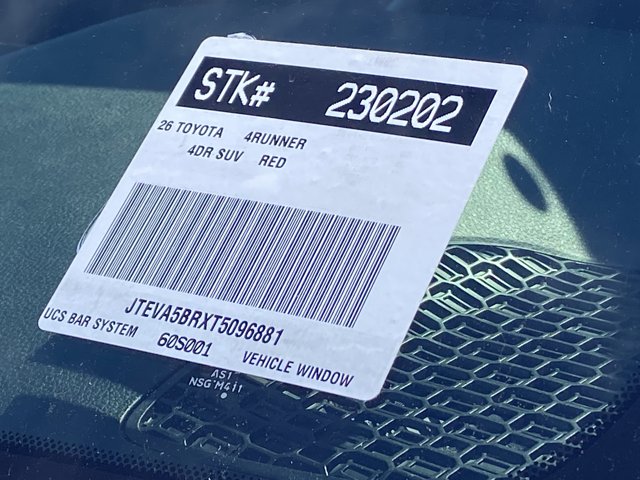 STK# 230202
26 TOYOTA 4RUNNER
4DR SUV RED
JTEVA5BRXT5096881
UCS BAR SYSTEM 60S001 VEHICLE WINDOW
AS1
NSG M411